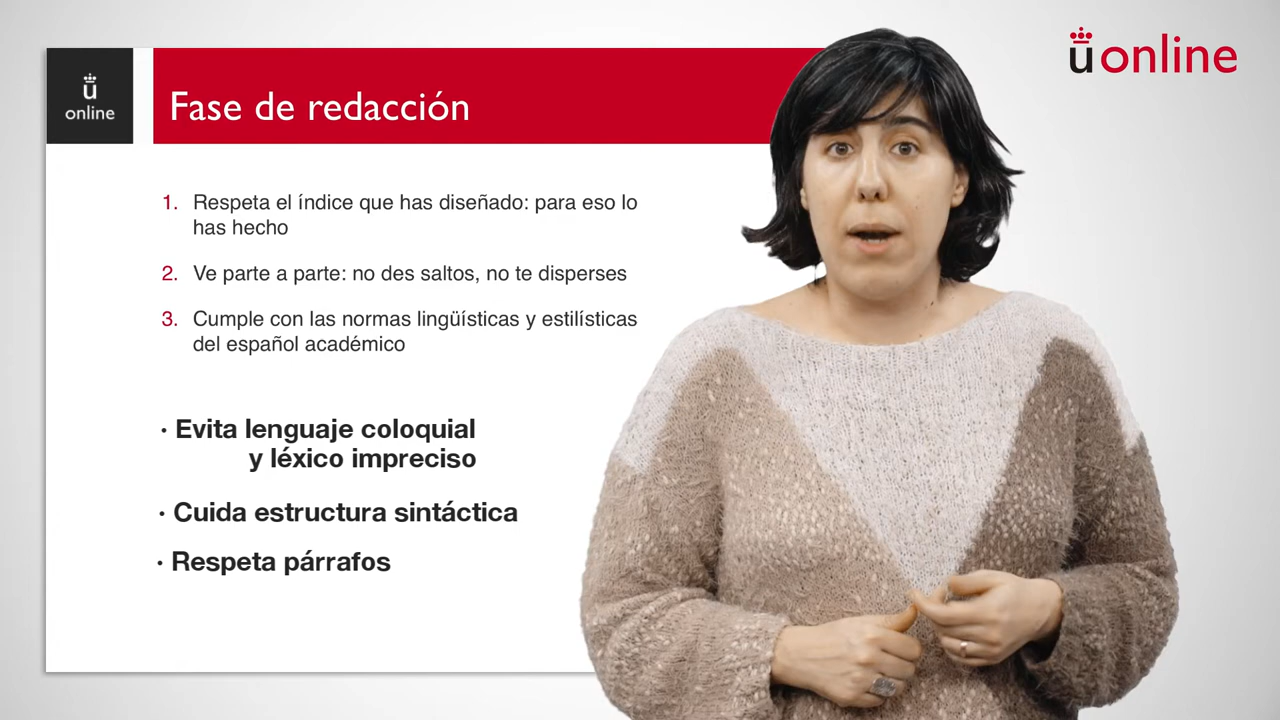 ü online
ü
online
Fase de redacción
1. Respeta el índice que has diseñado: para eso lo
has hecho
2. Ve parte a parte: no des saltos, no te disperses
3. Cumple con las normas lingüísticas y estilísticas
del español académico
· Evita lenguaje coloquial
y léxico impreciso
· Cuida estructura sintáctica
· Respeta párrafos